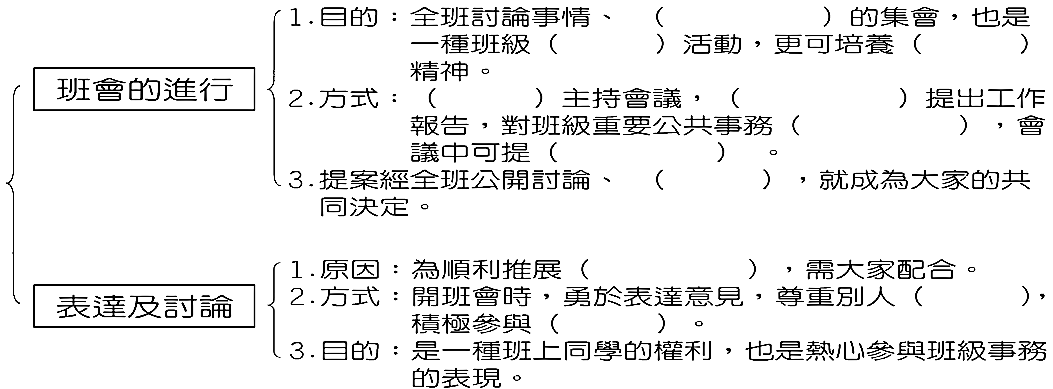 班會的進行
1.目的：全班討論事情、（　　　　　）的集會，也是
一種班級（　　　）活動，更可培養（　　　）
精神。
2.方式：（　　　）主持會議，（　　　　　）提出工作
報告，對班級重要公共事務（　　　　　），會
議中可提（　　　　　）。
3.提案經全班公開討論、（　　　），就成為大家的共
同決定。
表達及討論
1.原因：為順利推展（　　　　　），需大家配合。
2.方式：開班會時，勇於表達意見，尊重別人（　　　），
積極參與（　　　）。
3.目的：是一種班上同學的權利，也是熱心參與班級事務
的表現。